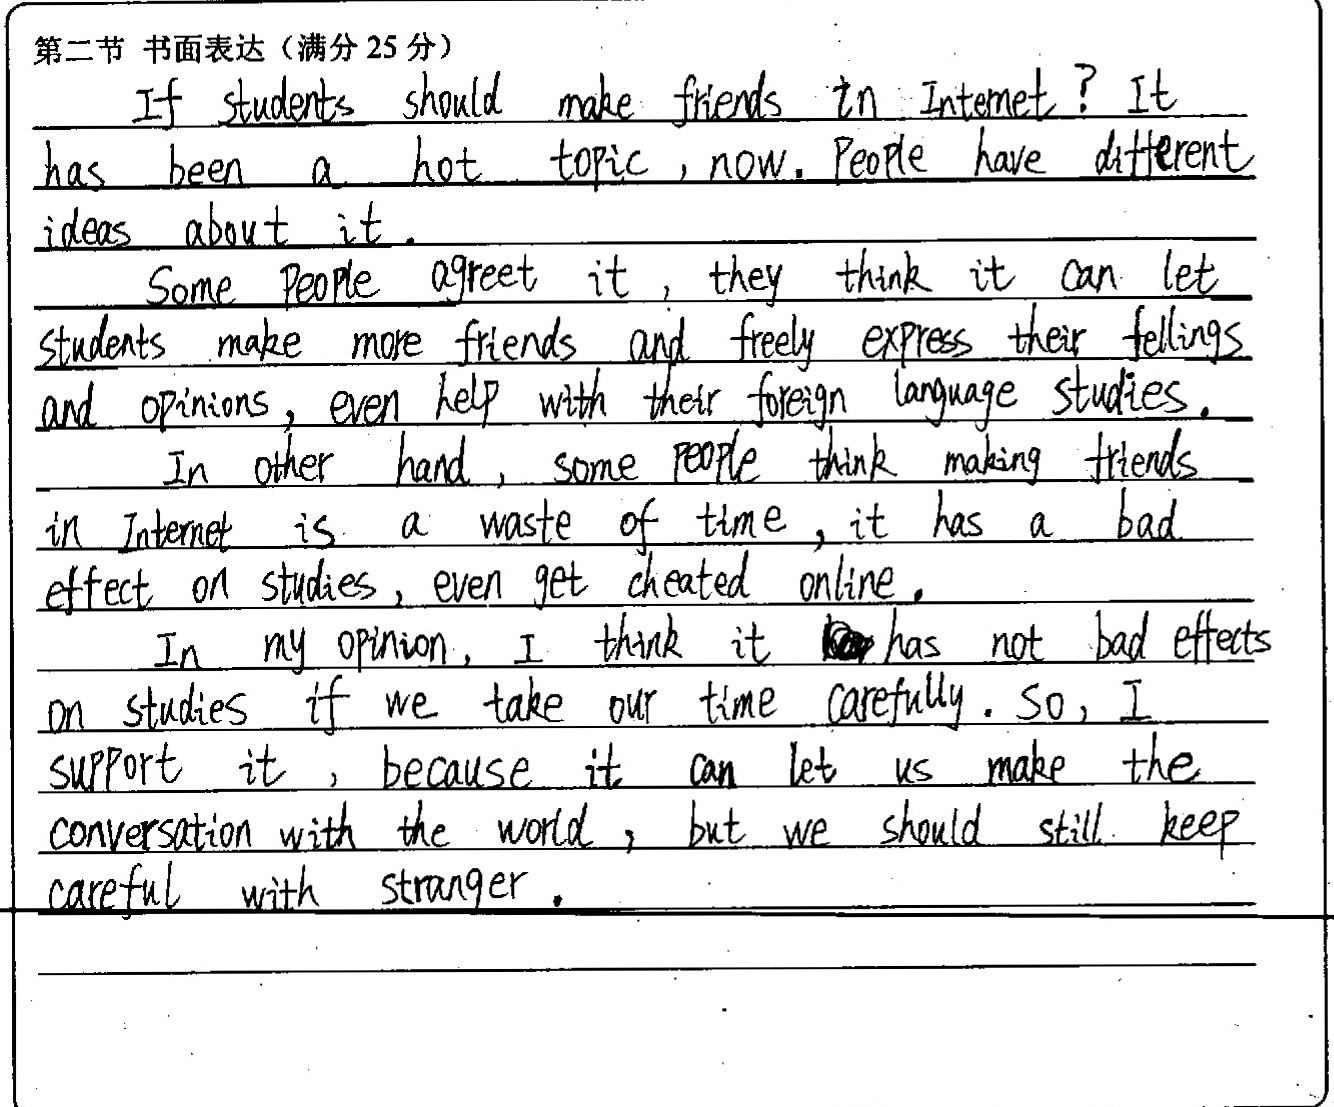 第二节 书面表达（满分 25 分）
If students should make friends in Internet? It
has been a hot topic, now. People have different
ideas about it.
Some People agreet it, they think it can let
students make more friends and freely express their fellings
and opinions, even help with their foreign language studies.
In other hand, some People think making friends
in Internet is a waste of time, it has a bad
effect on studies, even get cheated online.
In my opinion, I think it has not bad effects
on studies if we take our time carefully. So, I
support it, because it can let us make the
conversation with the world, but we should still keep
careful with stranger.